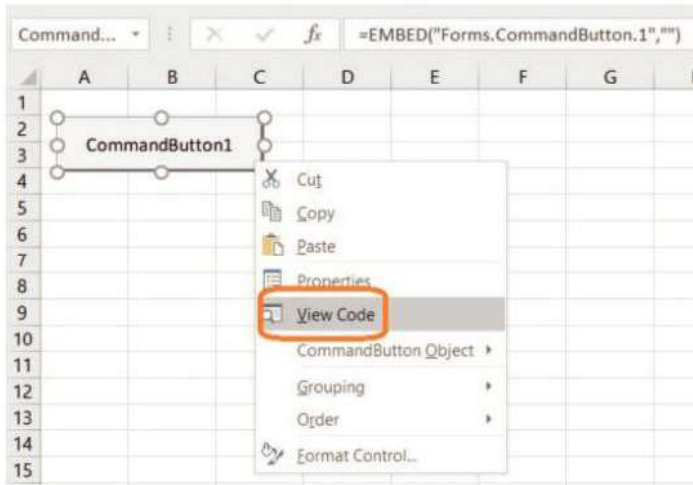 Command... fx =EMBED("Forms.CommandButton.1","")
A B C D E F G
1
2
CommandButton1
3
4
Cut
5
Copy
6
Paste
7
8
Properties
9
View Code
10
CommandButton Object
11
12
Grouping
13
Order
14
Format Control...
15